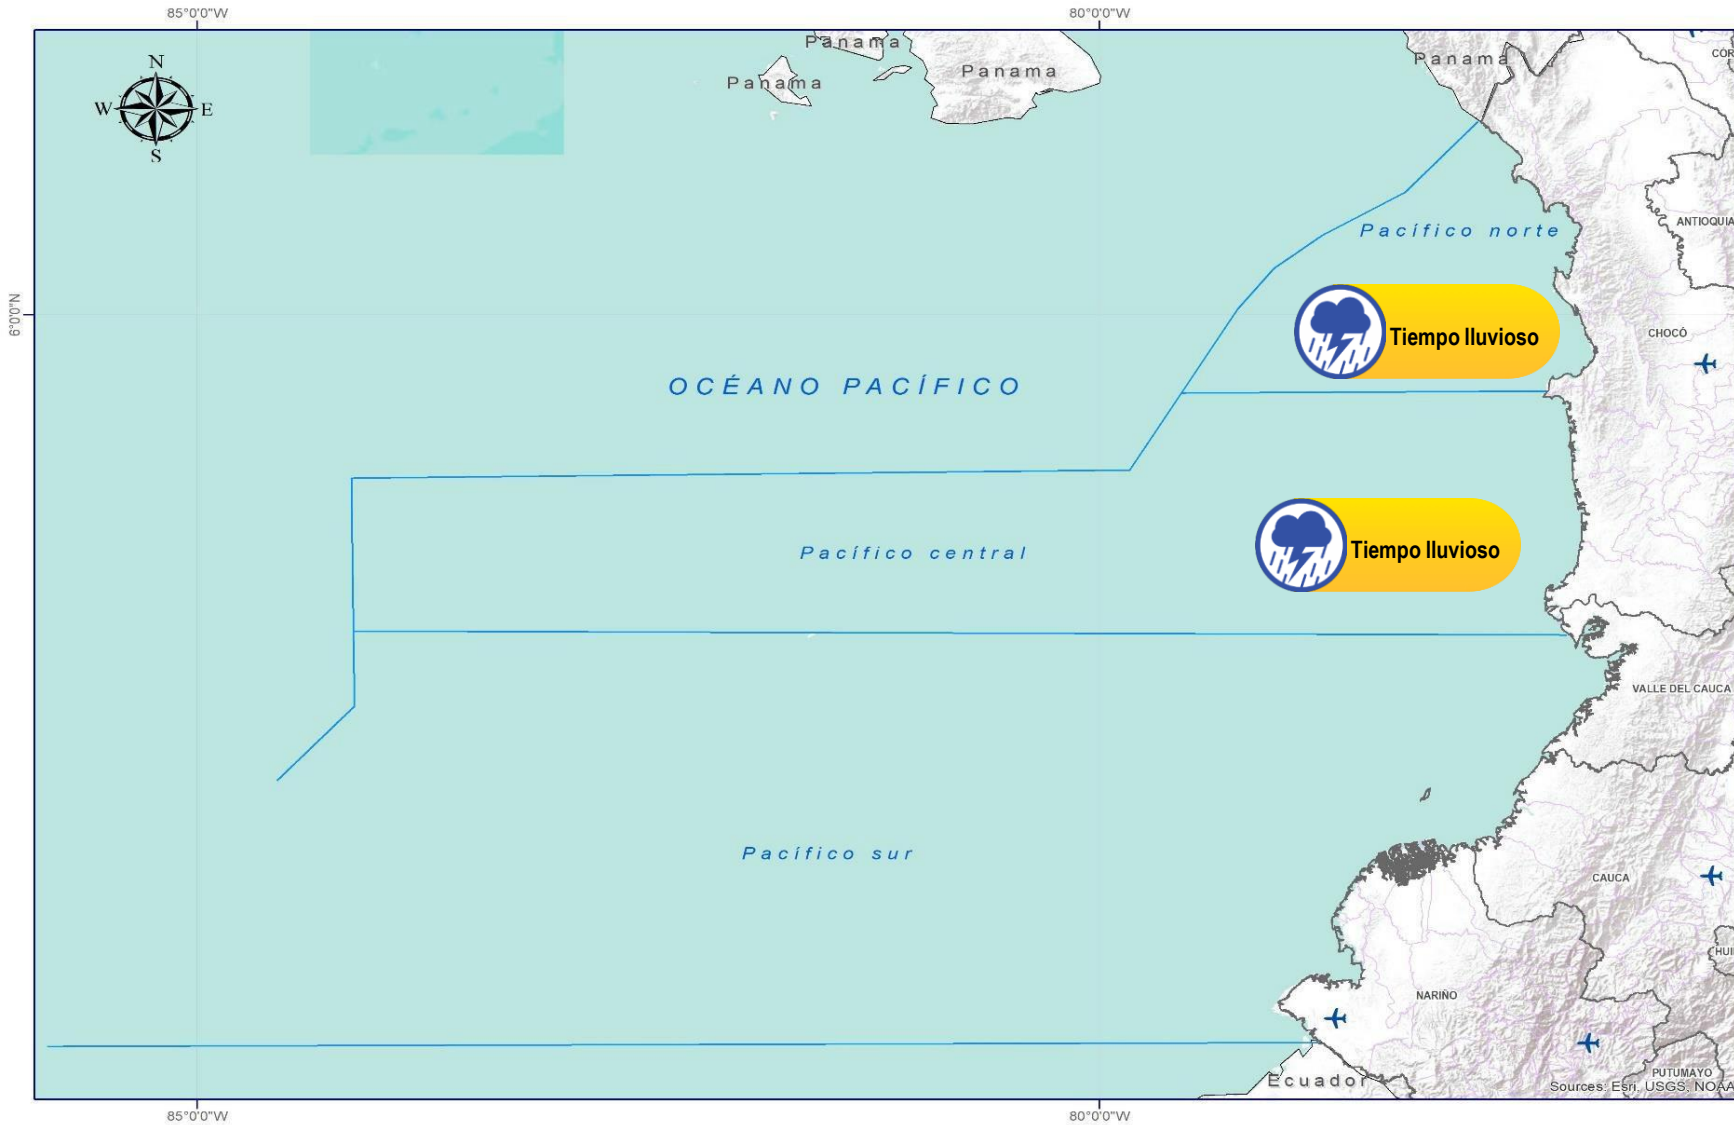 85°0'0"W
80°0'0"W
Panama
Panama
Panama
Panama
N
W
E
S
ANTIOQUIA
Pacífico norte
6°0'0"N
CHOCÓ
Tiempo lluvioso
OCÉANO PACÍFICO
Pacífico central
Tiempo lluvioso
VALLE DEL CAUCA
Pacífico sur
CAUCA
HUI
NARIÑO
PUTUMAYO
Ecuador
Sources: Esri, USGS, NOAA
85°0'0"W
80°0'0"W